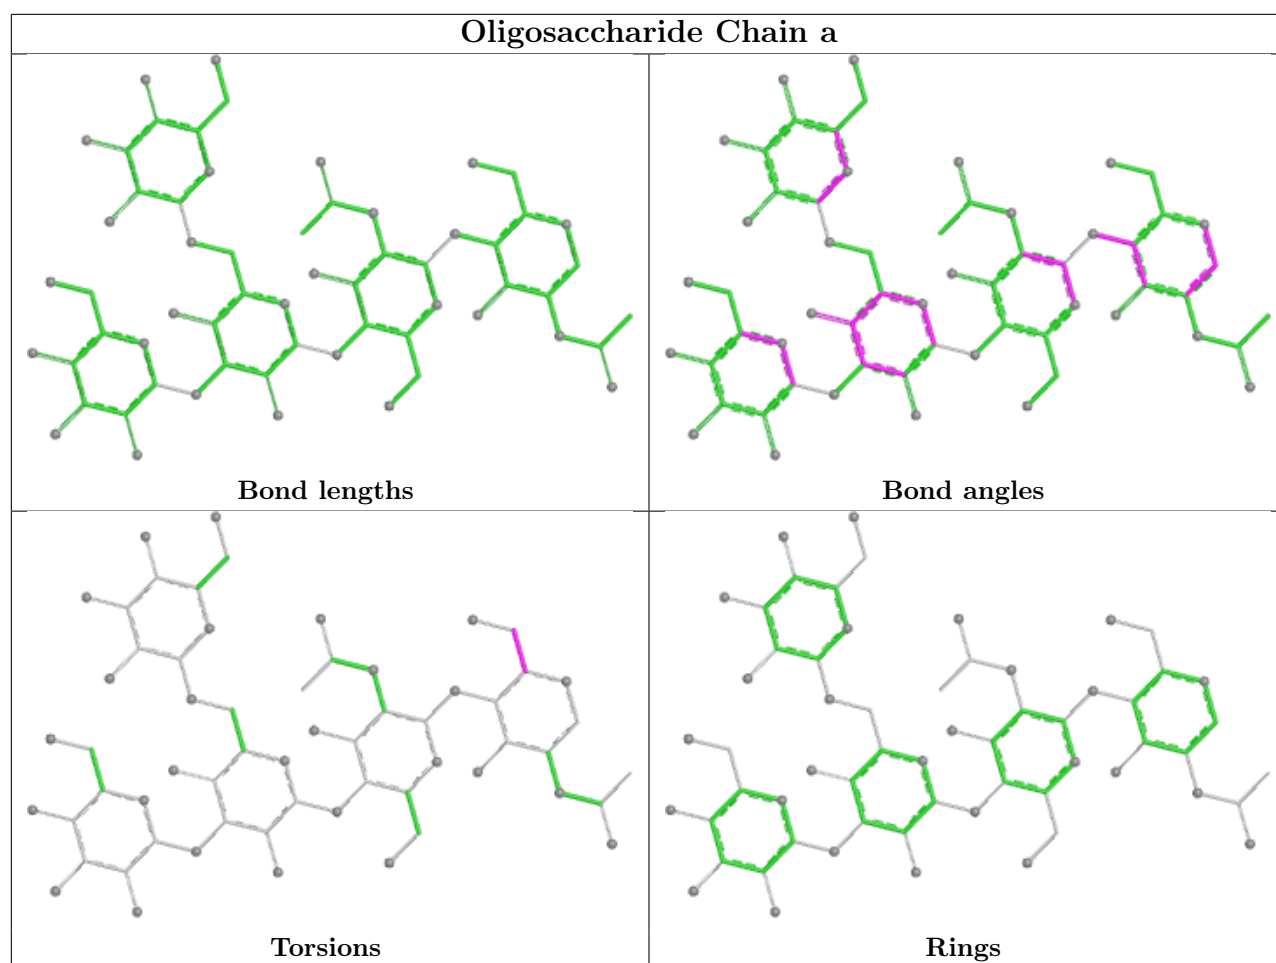 Oligosaccharide Chain a
Bond lengths
Bond angles
Torsions
Rings